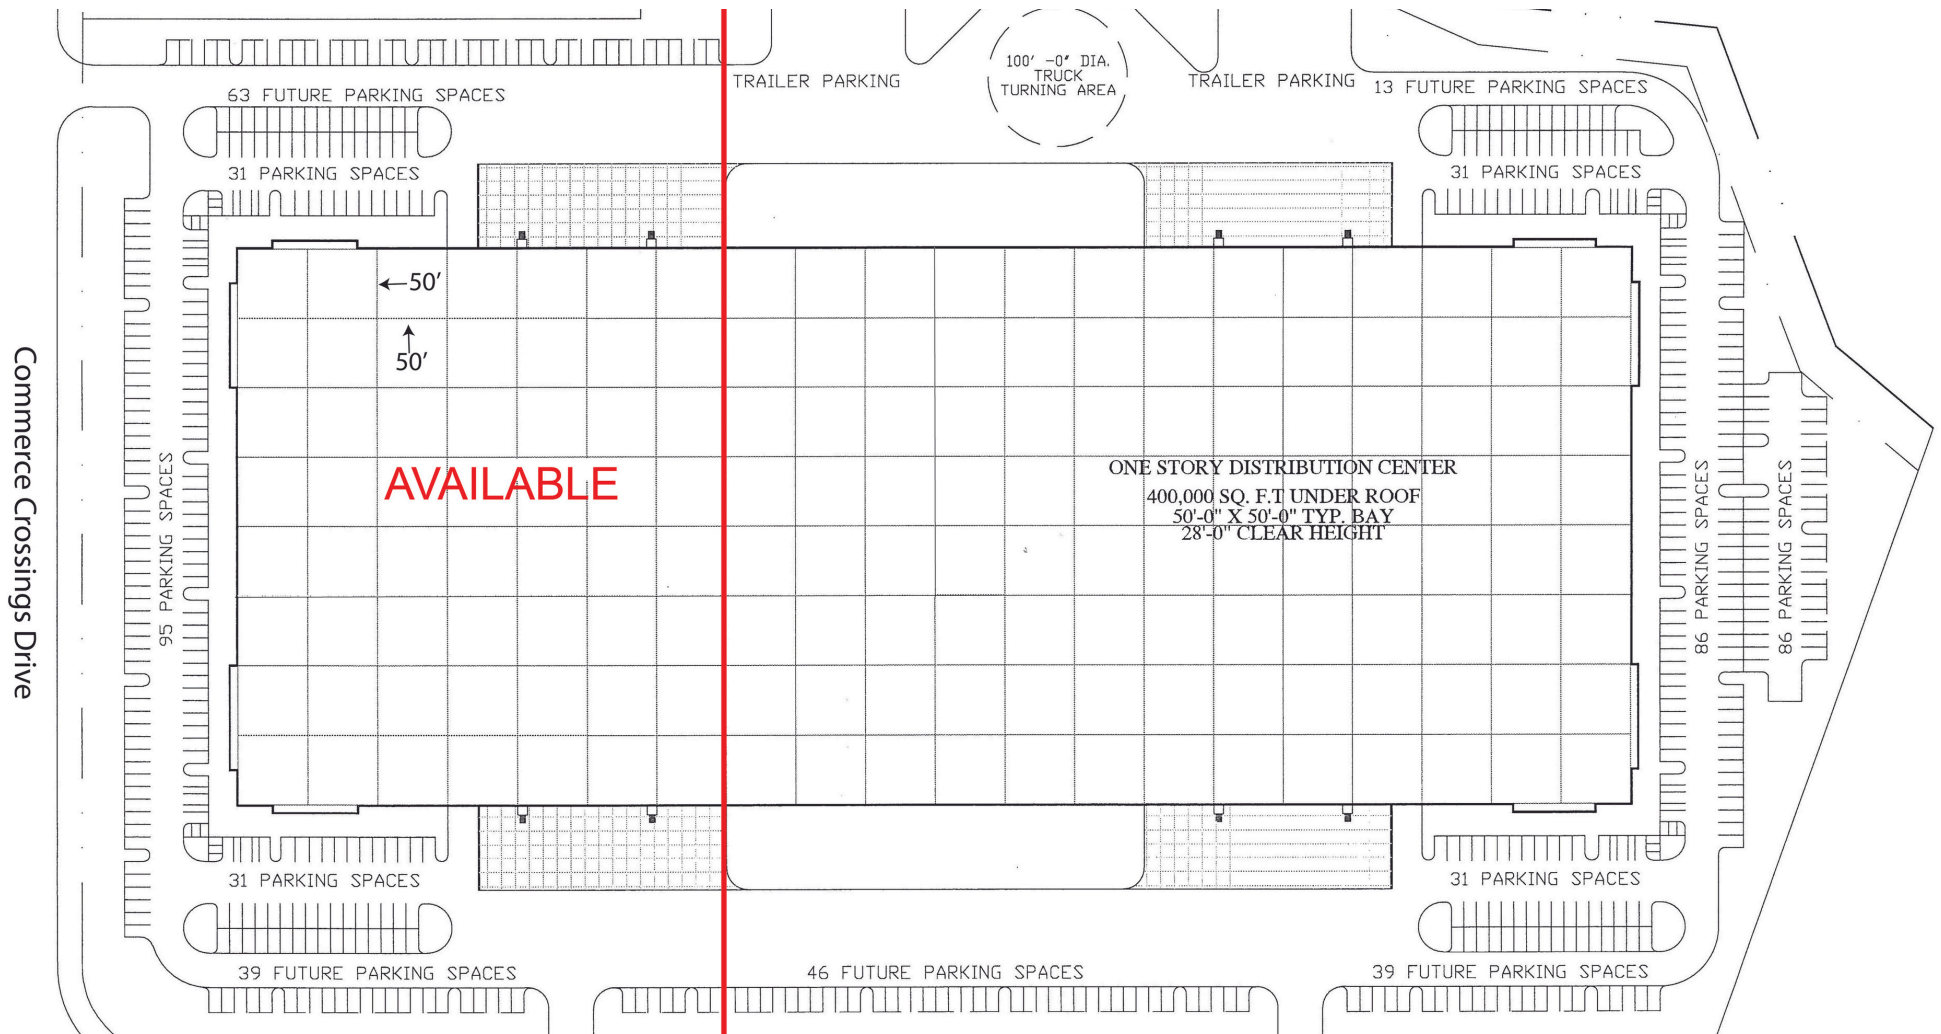 100' -0" DIA.
TRUCK
TURNING AREA
TRAILER PARKING
TRAILER PARKING
13 FUTURE PARKING SPACES
63 FUTURE PARKING SPACES
31 PARKING SPACES
31 PARKING SPACES
50'
50'
Commerce Crossings Drive
95 PARKING SPACES
AVAILABLE
ONE STORY DISTRIBUTION CENTER
400,000 SQ. F.T UNDER ROOF
50'-0" X 50'-0" TYP. BAY
28'-0" CLEAR HEIGHT
86 PARKING SPACES
86 PARKING SPACES
31 PARKING SPACES
31 PARKING SPACES
39 FUTURE PARKING SPACES
46 FUTURE PARKING SPACES
39 FUTURE PARKING SPACES